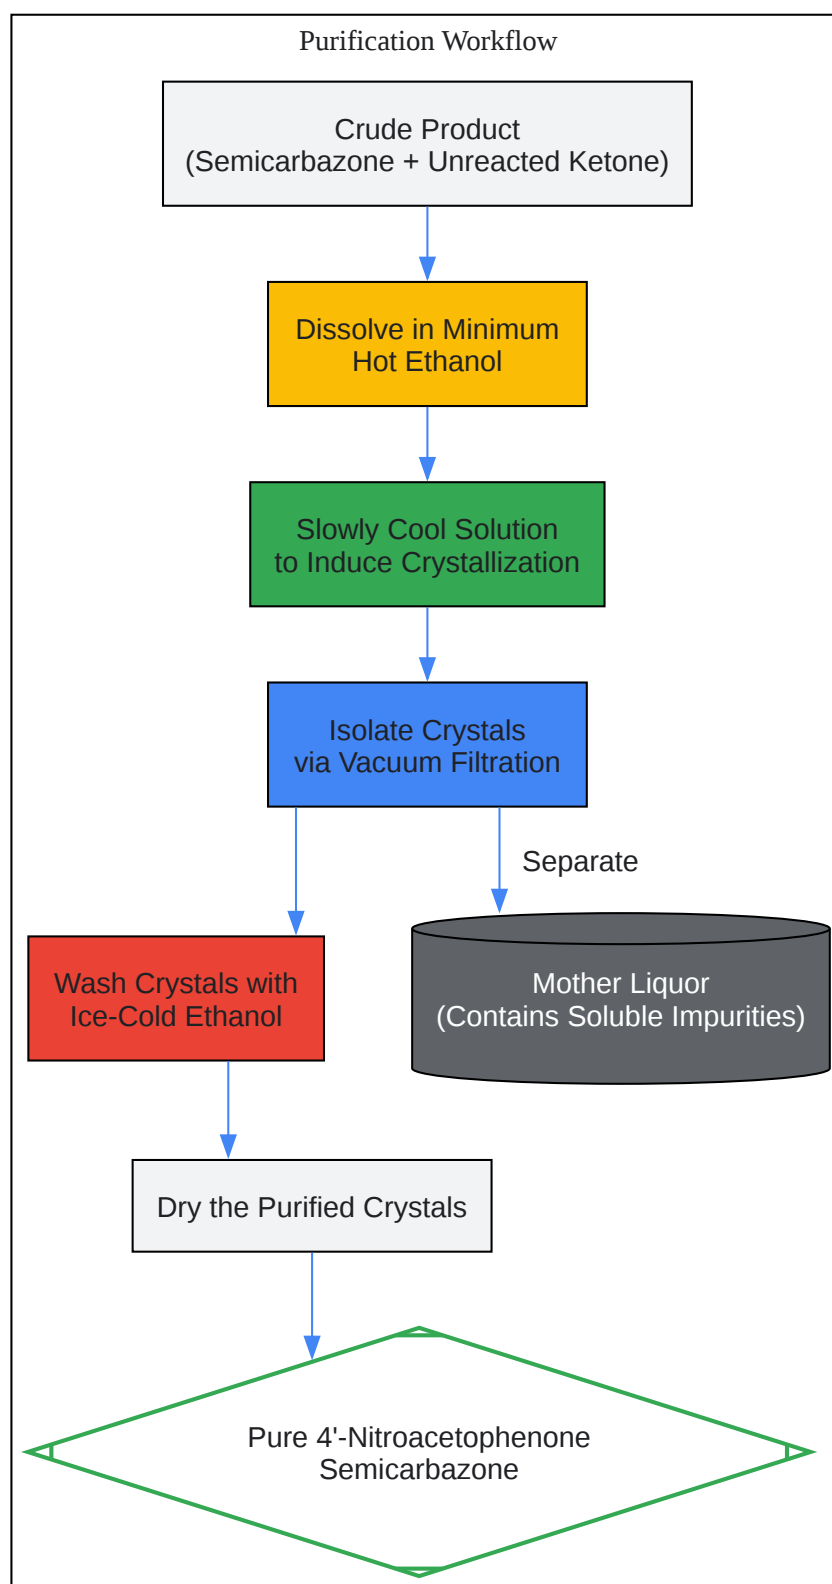 Purification Workflow
Crude Product
(Semicarbazone + Unreacted Ketone)
Dissolve in Minimum
Hot Ethanol
Slowly Cool Solution
to Induce Crystallization
Isolate Crystals
via Vacuum Filtration
Separate
Wash Crystals with
Ice-Cold Ethanol
Mother Liquor
(Contains Soluble Impurities)
Dry the Purified Crystals
Pure 4'-Nitroacetophenone
Semicarbazone